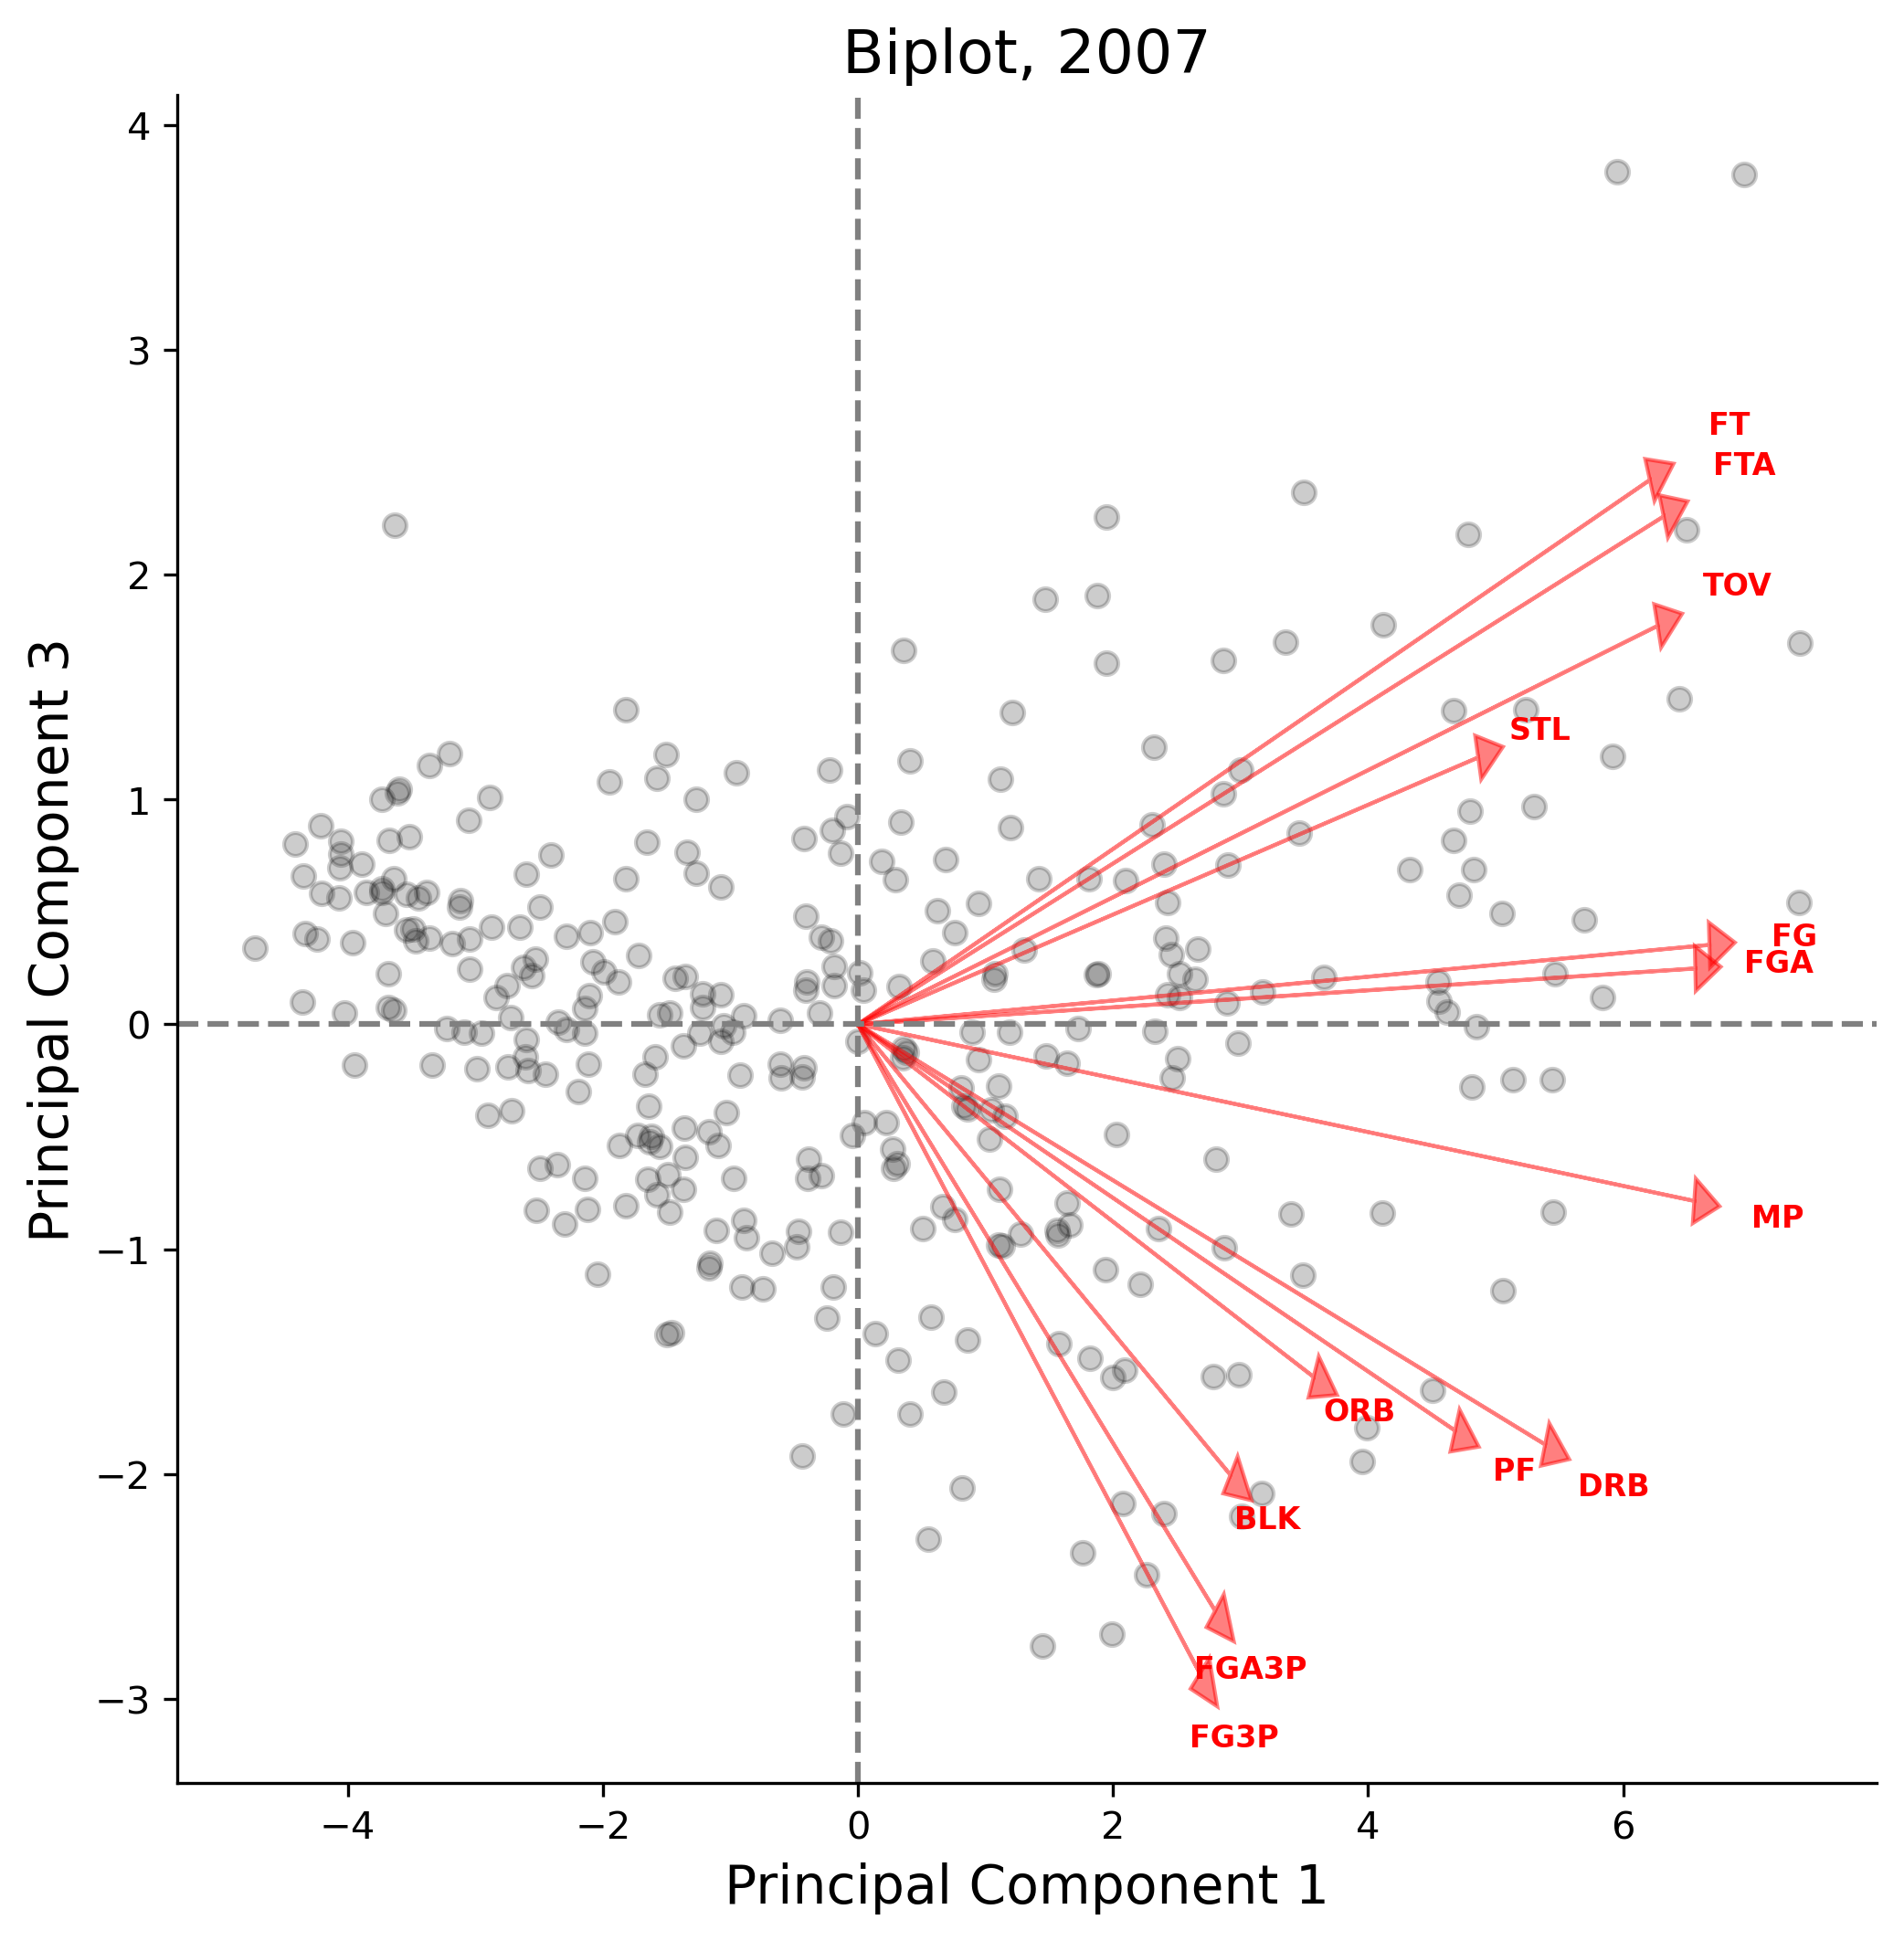 Biplot, 2007
Principal Component 3
4
3
2
1
0
−1
−2
−3
FT
FTA
TOV
STL
FG
FGA
MP
ORB
PF
DRB
BLK
FGA3P
FG3P
−4
−2
0
2
4
6
Principal Component 1